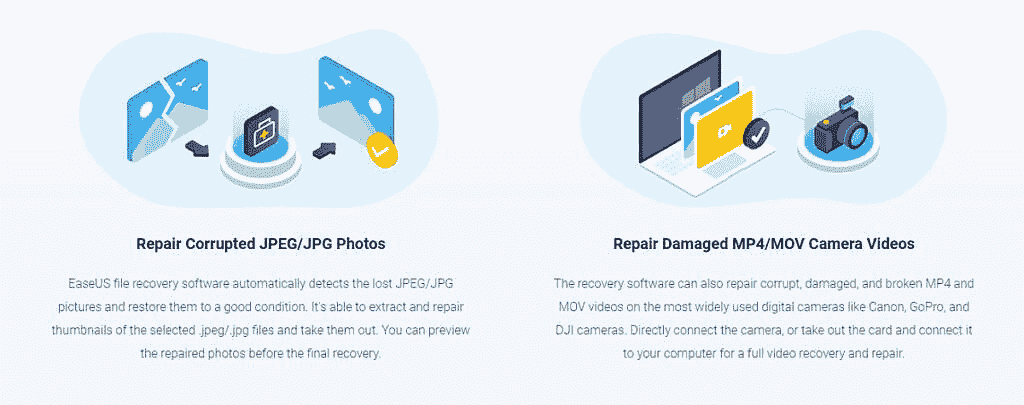 Repair Corrupted JPEG/JPG Photos
EaseUS file recovery software automatically detects the lost JPEG/JPG
pictures and restore them to a good condition. It's able to extract and repair
thumbnails of the selected .jpeg/.jpg files and take them out. You can preview
the repaired photos before the final recovery.
Repair Damaged MP4/MOV Camera Videos
The recovery software can also repair corrupt, damaged, and broken MP4 and
MOV videos on the most widely used digital cameras like Canon, GoPro, and
DJI cameras. Directly connect the camera, or take out the card and connect it
to your computer for a full video recovery and repair.